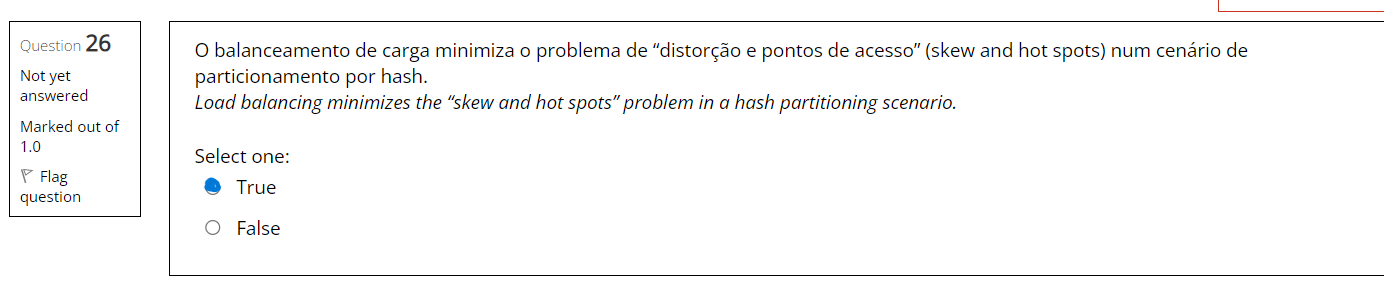 Question 26
Not yet
answered
Marked out of
1.0
Flag
question
O balanceamento de carga minimiza o problema de “distorção e pontos de acesso” (skew and hot spots) num cenário de
particionamento por hash.
Load balancing minimizes the “skew and hot spots” problem in a hash partitioning scenario.
Select one:
True
False